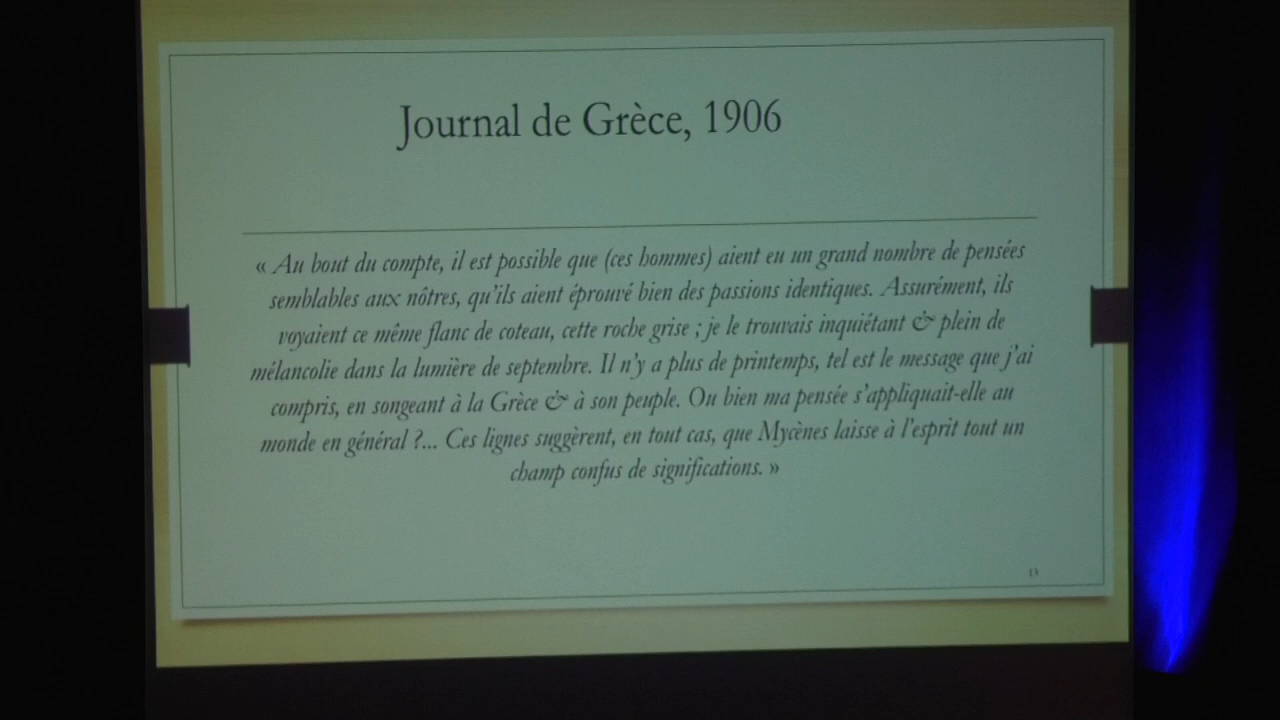 Journal de Grèce, 1906
« Au bout du compte, il est possible que (ces hommes) aient eu un grand nombre de pensées
semblables aux nôtres, qu'ils aient éprouvé bien des passions identiques. Assurément, ils
voyaient ce même flanc de coteau, cette roche grise ; je le trouvais inquiétant & plein de
mélancolie dans la lumière de septembre. Il n'y a plus de printemps, tel est le message que j'ai
compris, en songeant à la Grèce & à son peuple. Ou bien ma pensée s'appliquait-elle au
monde en général ?... Ces lignes suggèrent, en tout cas, que Mycènes laisse à l'esprit tout un
champ confus de significations. »